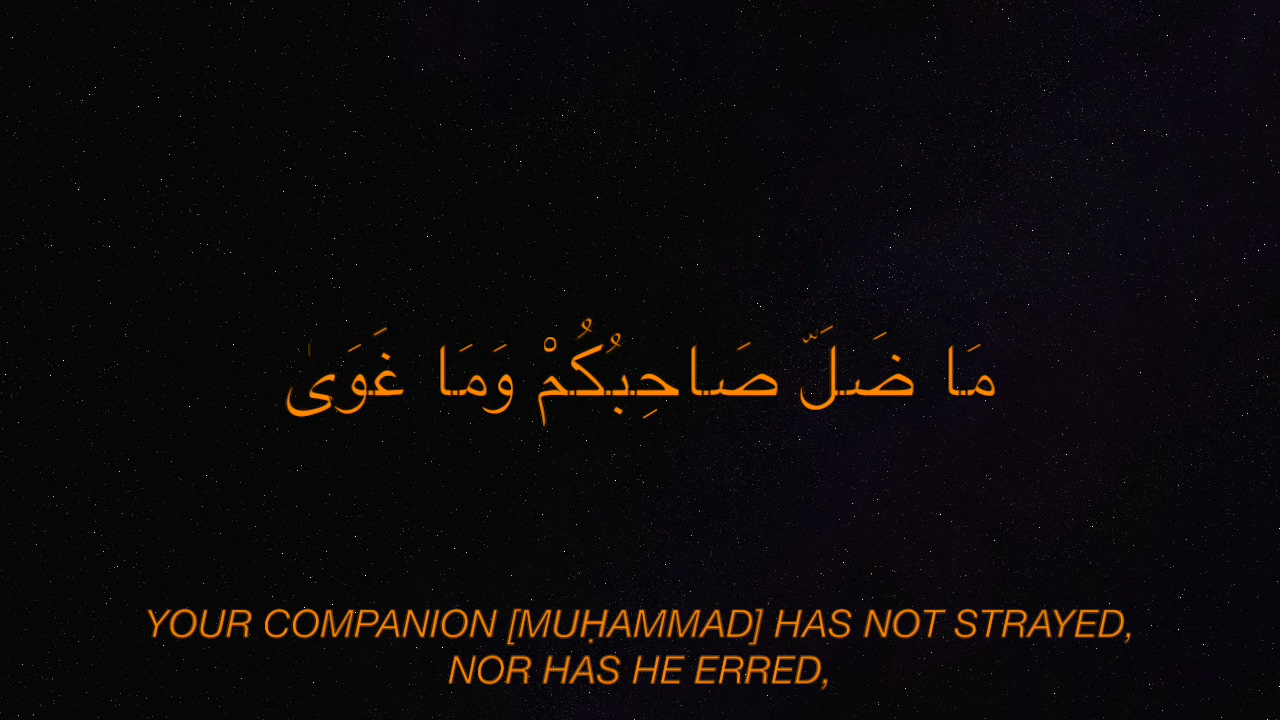 مَا ضَلَّ صَاحِبُكُمْ وَمَا غَوَىٰ
YOUR COMPANION [MUḤAMMAD] HAS NOT STRAYED,
NOR HAS HE ERRED,